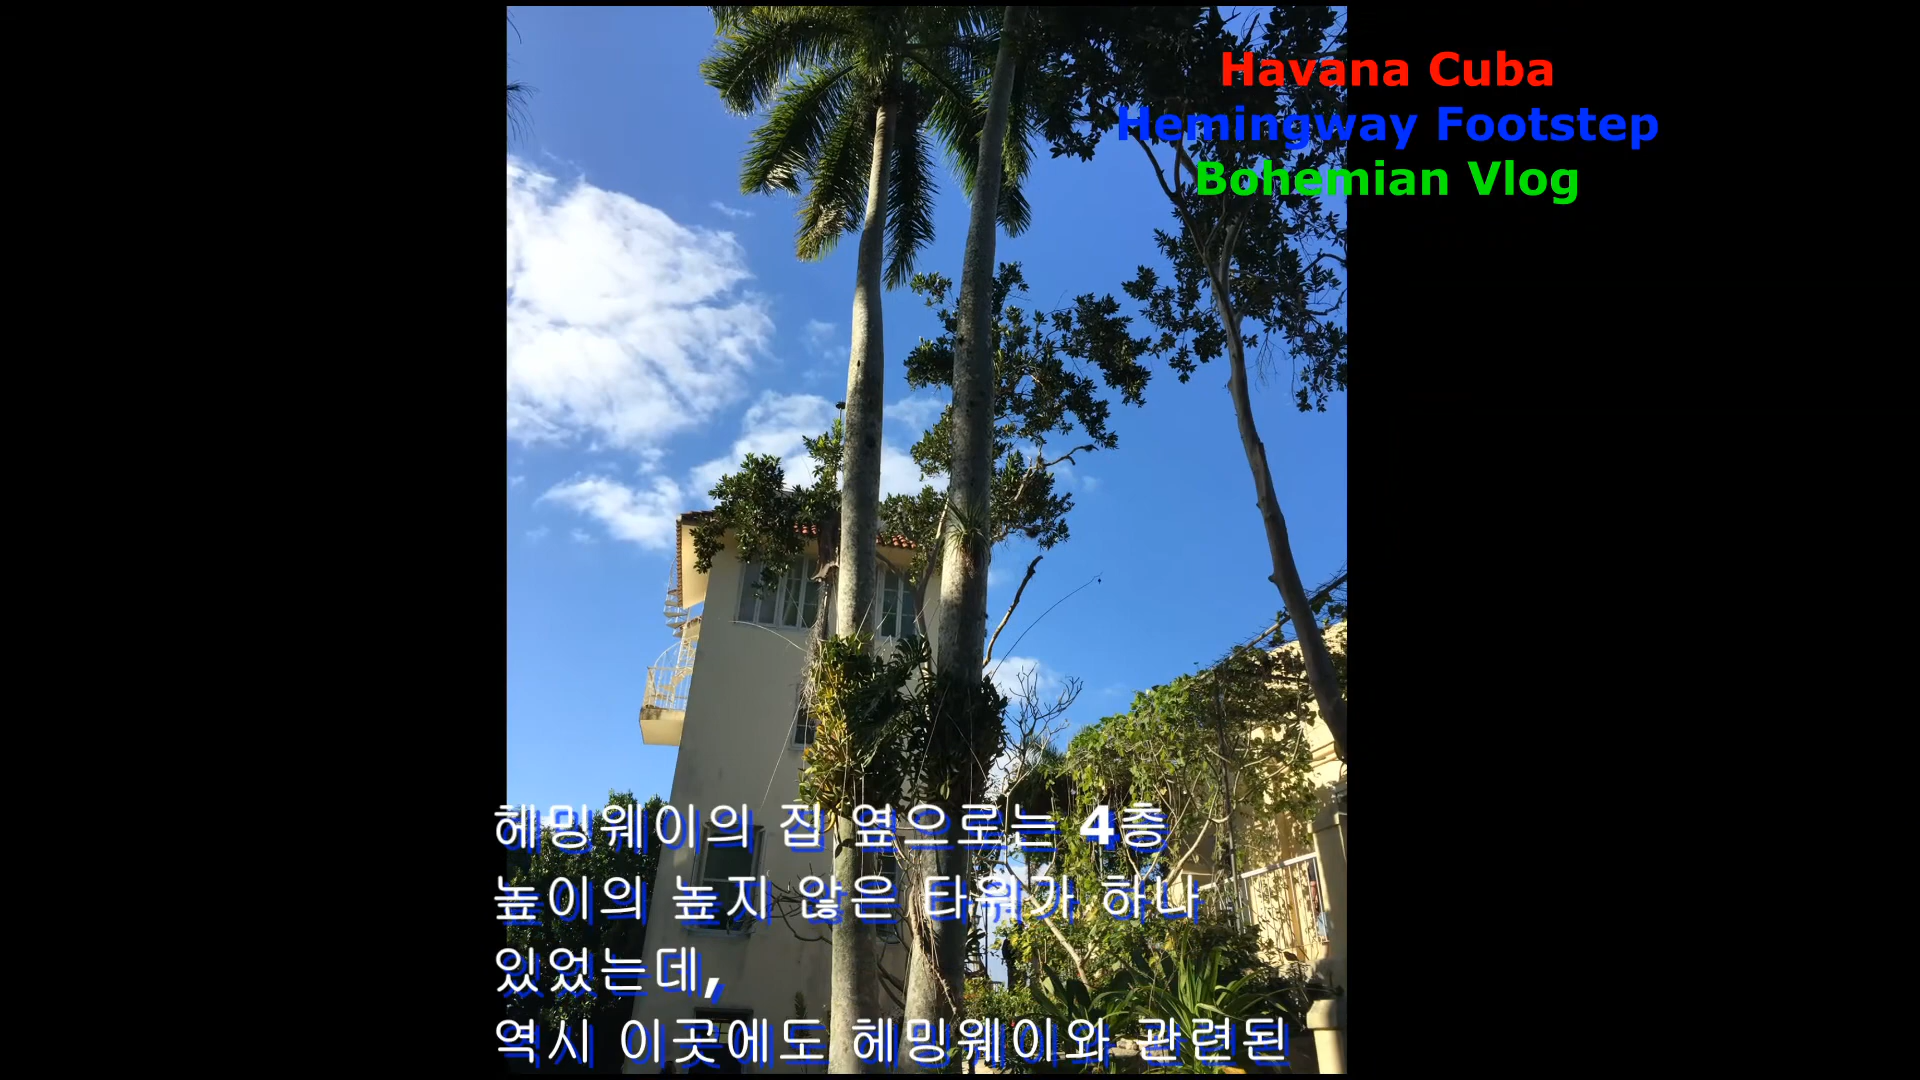 Havana Cuba
Hemingway Footstep
Bohemian Vlog
헤밍웨이의 집 옆으로는 4층
높이의 높지 않은 타워가 하나
있었는데,
역시 이곳에도 헤밍웨이와 관련된